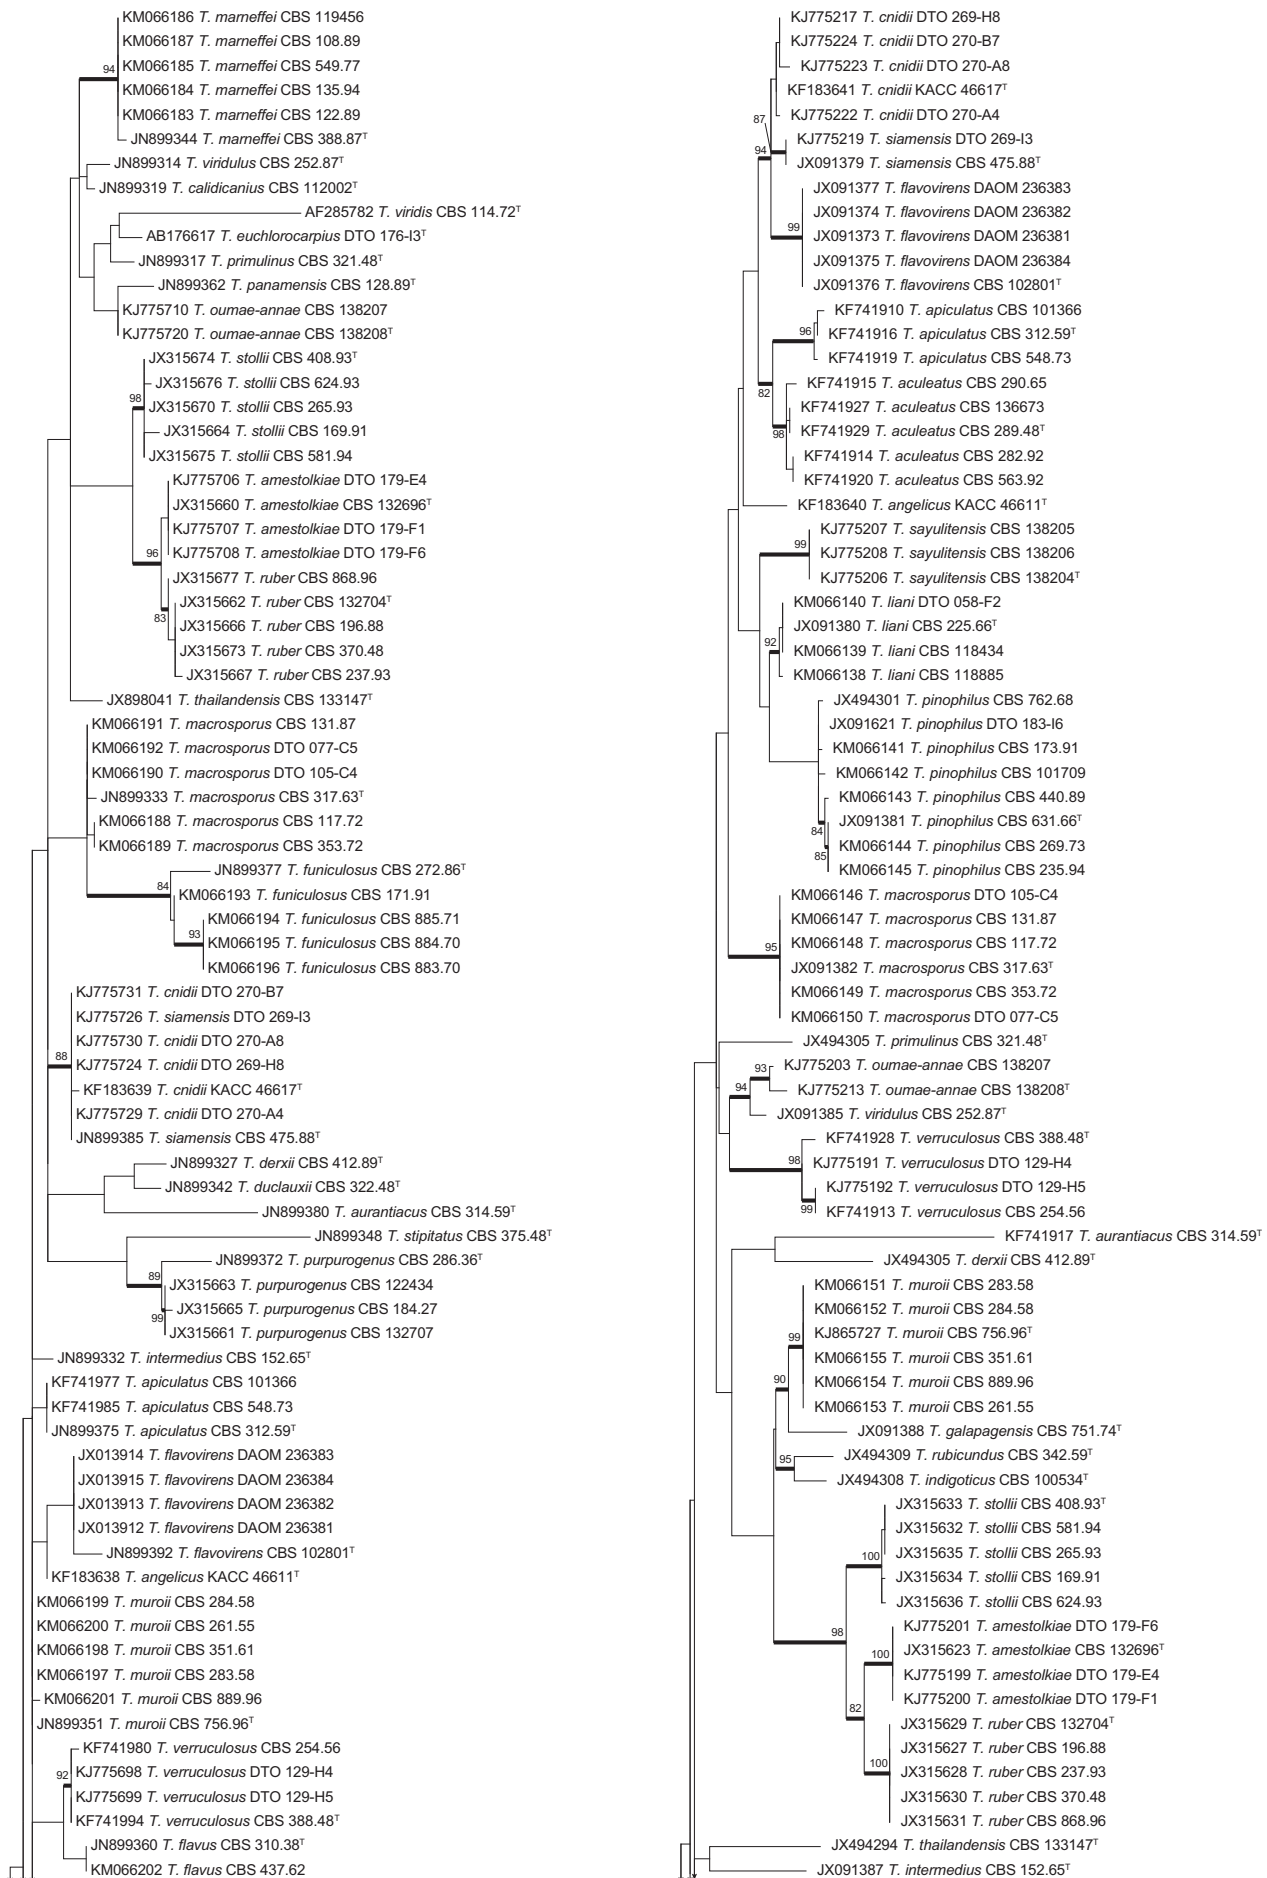 KM066186 T. marneffei CBS 119456
KM066187 T. marneffei CBS 108.89
KM066185 T. marneffei CBS 549.77
94
KM066184 T. marneffei CBS 135.94
KM066183 T. marneffei CBS 122.89
JN899344 T. marneffei CBS 388.87ᵀ
JN899314 T. viridulus CBS 252.87ᵀ
JN899319 T. calidicanius CBS 112002ᵀ
AF285782 T. viridis CBS 114.72ᵀ
AB176617 T. euchlorocarpius DTO 176-I3ᵀ
JN899317 T. primulinus CBS 321.48ᵀ
JN899362 T. panamensis CBS 128.89ᵀ
KJ775710 T. oumae-annae CBS 138207
KJ775720 T. oumae-annae CBS 138208ᵀ
JX315674 T. stollii CBS 408.93ᵀ
JX315676 T. stollii CBS 624.93
98
JX315670 T. stollii CBS 265.93
JX315664 T. stollii CBS 169.91
JX315675 T. stollii CBS 581.94
KJ775706 T. amestolkiae DTO 179-E4
JX315660 T. amestolkiae CBS 132696ᵀ
KJ775707 T. amestolkiae DTO 179-F1
KJ775708 T. amestolkiae DTO 179-F6
96
JX315677 T. ruber CBS 868.96
JX315662 T. ruber CBS 132704ᵀ
83
JX315666 T. ruber CBS 196.88
JX315673 T. ruber CBS 370.48
JX315667 T. ruber CBS 237.93
JX898041 T. thailandensis CBS 133147ᵀ
KM066191 T. macrosporus CBS 131.87
KM066192 T. macrosporus DTO 077-C5
KM066190 T. macrosporus DTO 105-C4
JN899333 T. macrosporus CBS 317.63ᵀ
KM066188 T. macrosporus CBS 117.72
KM066189 T. macrosporus CBS 353.72
JN899377 T. funiculosus CBS 272.86ᵀ
84
KM066193 T. funiculosus CBS 171.91
KM066194 T. funiculosus CBS 885.71
93
KM066195 T. funiculosus CBS 884.70
KM066196 T. funiculosus CBS 883.70
KJ775731 T. cnidii DTO 270-B7
KJ775726 T. siamensis DTO 269-I3
KJ775730 T. cnidii DTO 270-A8
88
KJ775724 T. cnidii DTO 269-H8
KF183639 T. cnidii KACC 46617ᵀ
KJ775729 T. cnidii DTO 270-A4
JN899385 T. siamensis CBS 475.88ᵀ
JN899327 T. derxii CBS 412.89ᵀ
JN899342 T. duclauxii CBS 322.48ᵀ
JN899380 T. aurantiacus CBS 314.59ᵀ
JN899348 T. stipitatus CBS 375.48ᵀ
JN899372 T. purpurogenus CBS 286.36ᵀ
89
JX315663 T. purpurogenus CBS 122434
JX315665 T. purpurogenus CBS 184.27
99
JX315661 T. purpurogenus CBS 132707
JN899332 T. intermedius CBS 152.65ᵀ
KF741977 T. apiculatus CBS 101366
KF741985 T. apiculatus CBS 548.73
JN899375 T. apiculatus CBS 312.59ᵀ
JX013914 T. flavovirens DAOM 236383
JX013915 T. flavovirens DAOM 236384
JX013913 T. flavovirens DAOM 236382
JX013912 T. flavovirens DAOM 236381
JN899392 T. flavovirens CBS 102801ᵀ
KF183638 T. angelicus KACC 46611ᵀ
KM066199 T. muroii CBS 284.58
KM066200 T. muroii CBS 261.55
KM066198 T. muroii CBS 351.61
KM066197 T. muroii CBS 283.58
KM066201 T. muroii CBS 889.96
JN899351 T. muroii CBS 756.96ᵀ
KF741980 T. verruculosus CBS 254.56
92
KJ775698 T. verruculosus DTO 129-H4
KJ775699 T. verruculosus DTO 129-H5
KF741994 T. verruculosus CBS 388.48ᵀ
JN899360 T. flavus CBS 310.38ᵀ
KM066202 T. flavus CBS 437.62
KJ775217 T. cnidii DTO 269-H8
KJ775224 T. cnidii DTO 270-B7
KJ775223 T. cnidii DTO 270-A8
KF183641 T. cnidii KACC 46617ᵀ
KJ775222 T. cnidii DTO 270-A4
87
KJ775219 T. siamensis DTO 269-I3
94
JX091379 T. siamensis CBS 475.88ᵀ
JX091377 T. flavovirens DAOM 236383
JX091374 T. flavovirens DAOM 236382
99
JX091373 T. flavovirens DAOM 236381
JX091375 T. flavovirens DAOM 236384
JX091376 T. flavovirens CBS 102801ᵀ
KF741910 T. apiculatus CBS 101366
96
KF741916 T. apiculatus CBS 312.59ᵀ
KF741919 T. apiculatus CBS 548.73
KF741915 T. aculeatus CBS 290.65
82
KF741927 T. aculeatus CBS 136673
KF741929 T. aculeatus CBS 289.48ᵀ
98
KF741914 T. aculeatus CBS 282.92
KF741920 T. aculeatus CBS 563.92
KF183640 T. angelicus KACC 46611ᵀ
KJ775207 T. sayulitensis CBS 138205
99
KJ775208 T. sayulitensis CBS 138206
KJ775206 T. sayulitensis CBS 138204ᵀ
KM066140 T. liani DTO 058-F2
JX091380 T. liani CBS 225.66ᵀ
92
KM066139 T. liani CBS 118434
KM066138 T. liani CBS 118885
JX494301 T. pinophilus CBS 762.68
JX091621 T. pinophilus DTO 183-I6
KM066141 T. pinophilus CBS 173.91
KM066142 T. pinophilus CBS 101709
KM066143 T. pinophilus CBS 440.89
JX091381 T. pinophilus CBS 631.66ᵀ
84
KM066144 T. pinophilus CBS 269.73
85
KM066145 T. pinophilus CBS 235.94
KM066146 T. macrosporus DTO 105-C4
KM066147 T. macrosporus CBS 131.87
95
KM066148 T. macrosporus CBS 117.72
JX091382 T. macrosporus CBS 317.63ᵀ
KM066149 T. macrosporus CBS 353.72
KM066150 T. macrosporus DTO 077-C5
JX494305 T. primulinus CBS 321.48ᵀ
93
KJ775203 T. oumae-annae CBS 138207
94
KJ775213 T. oumae-annae CBS 138208ᵀ
JX091385 T. viridulus CBS 252.87ᵀ
KF741928 T. verruculosus CBS 388.48ᵀ
98
KJ775191 T. verruculosus DTO 129-H4
KJ775192 T. verruculosus DTO 129-H5
99
KF741913 T. verruculosus CBS 254.56
KF741917 T. aurantiacus CBS 314.59ᵀ
JX494305 T. derxii CBS 412.89ᵀ
KM066151 T. muroii CBS 283.58
KM066152 T. muroii CBS 284.58
99
KJ865727 T. muroii CBS 756.96ᵀ
KM066155 T. muroii CBS 351.61
90
KM066154 T. muroii CBS 889.96
KM066153 T. muroii CBS 261.55
JX091388 T. galapagensis CBS 751.74ᵀ
95
JX494309 T. rubicundus CBS 342.59ᵀ
JX494308 T. indigoticus CBS 100534ᵀ
JX315633 T. stollii CBS 408.93ᵀ
JX315632 T. stollii CBS 581.94
100
JX315635 T. stollii CBS 265.93
JX315634 T. stollii CBS 169.91
JX315636 T. stollii CBS 624.93
98
KJ775201 T. amestolkiae DTO 179-F6
100
JX315623 T. amestolkiae CBS 132696ᵀ
KJ775199 T. amestolkiae DTO 179-E4
KJ775200 T. amestolkiae DTO 179-F1
82
JX315629 T. ruber CBS 132704ᵀ
JX315627 T. ruber CBS 196.88
100
JX315628 T. ruber CBS 237.93
JX315630 T. ruber CBS 370.48
JX315631 T. ruber CBS 868.96
JX494294 T. thailandensis CBS 133147ᵀ
JX091387 T. intermedius CBS 152.65ᵀ